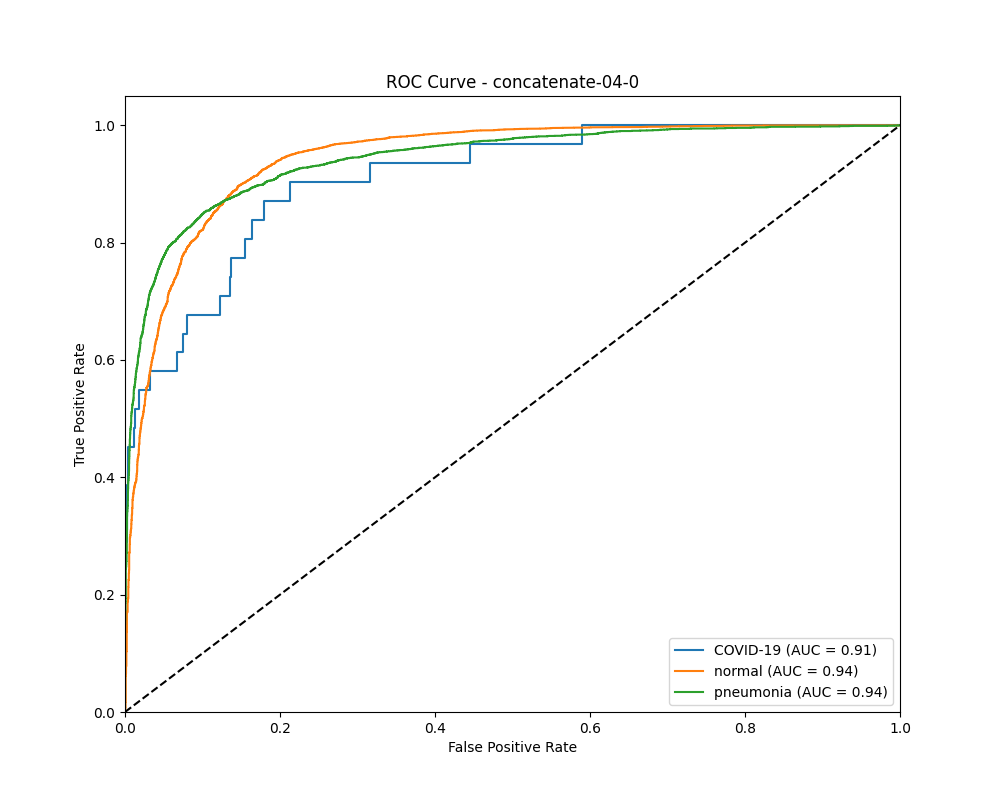 ROC Curve - concatenate-04-0
True Positive Rate
1.0
0.8
0.6
0.4
0.2
0.0
0.0 0.2 0.4 0.6 0.8 1.0
False Positive Rate
COVID-19 (AUC = 0.91)
normal (AUC = 0.94)
pneumonia (AUC = 0.94)